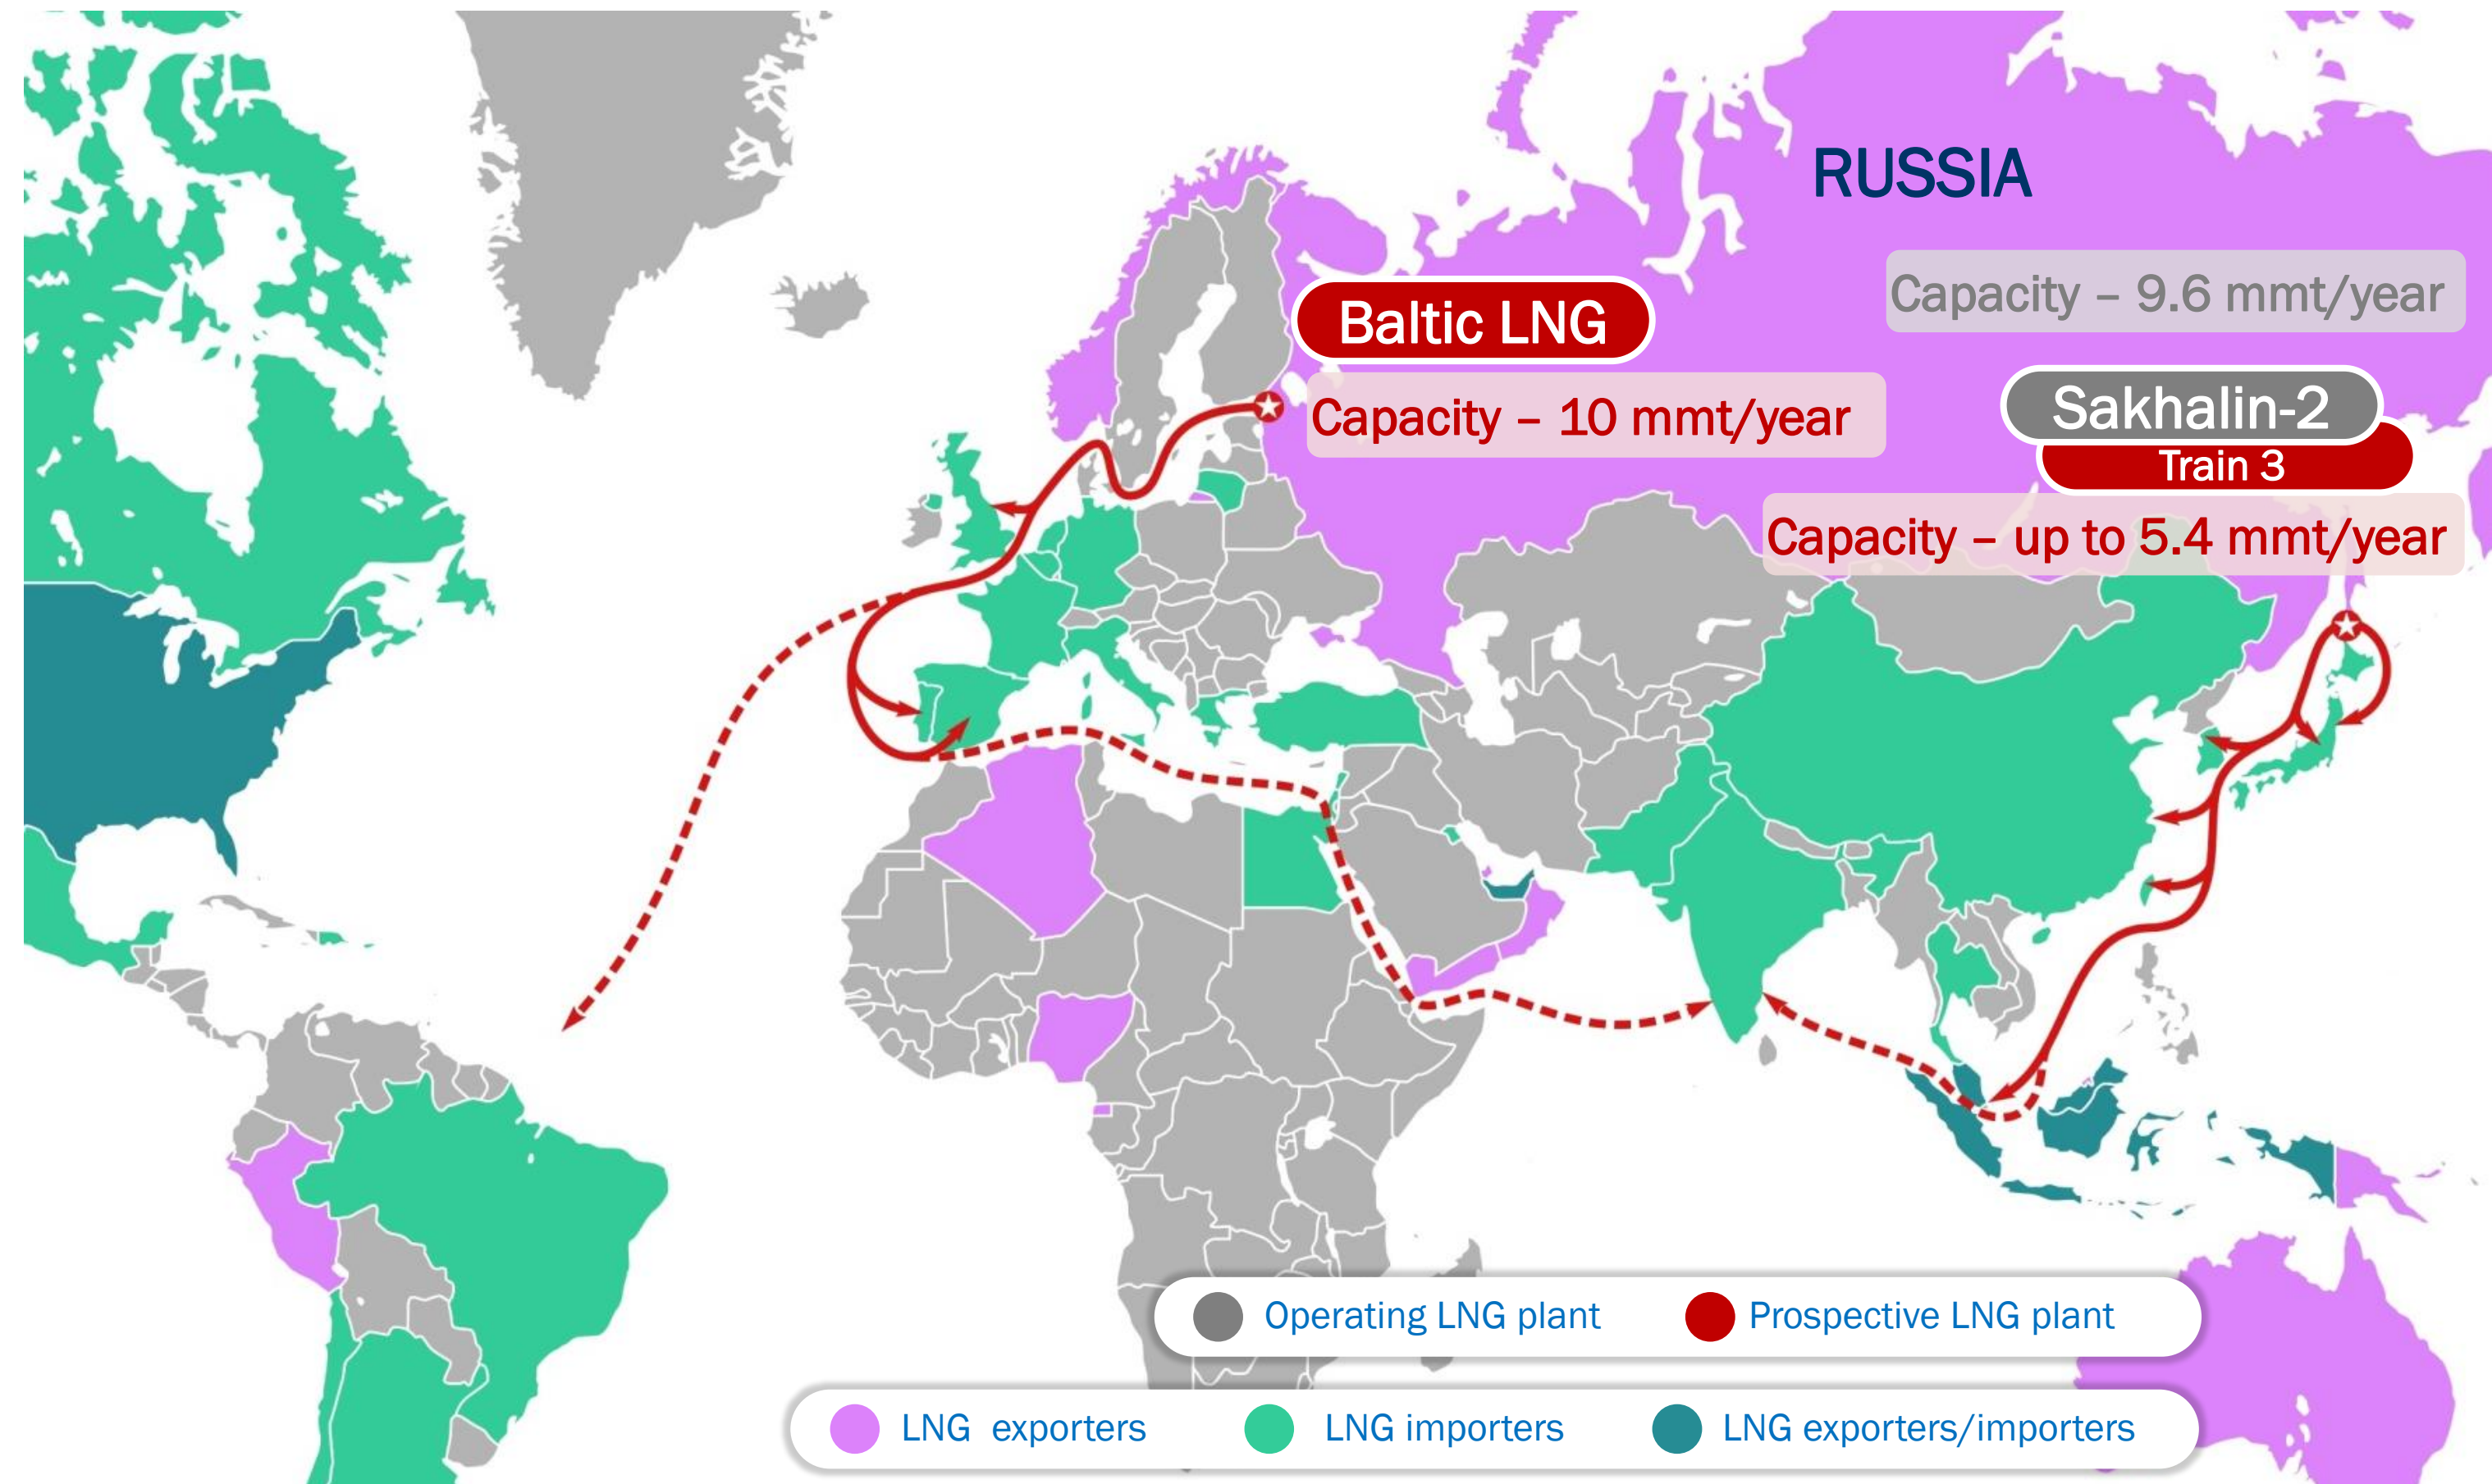 RUSSIA
Capacity – 9.6 mmt/year
Baltic LNG
Capacity – 10 mmt/year
Sakhalin-2
Train 3
Capacity – up to 5.4 mmt/year
Operating LNG plant
Prospective LNG plant
LNG exporters
LNG importers
LNG exporters/importers